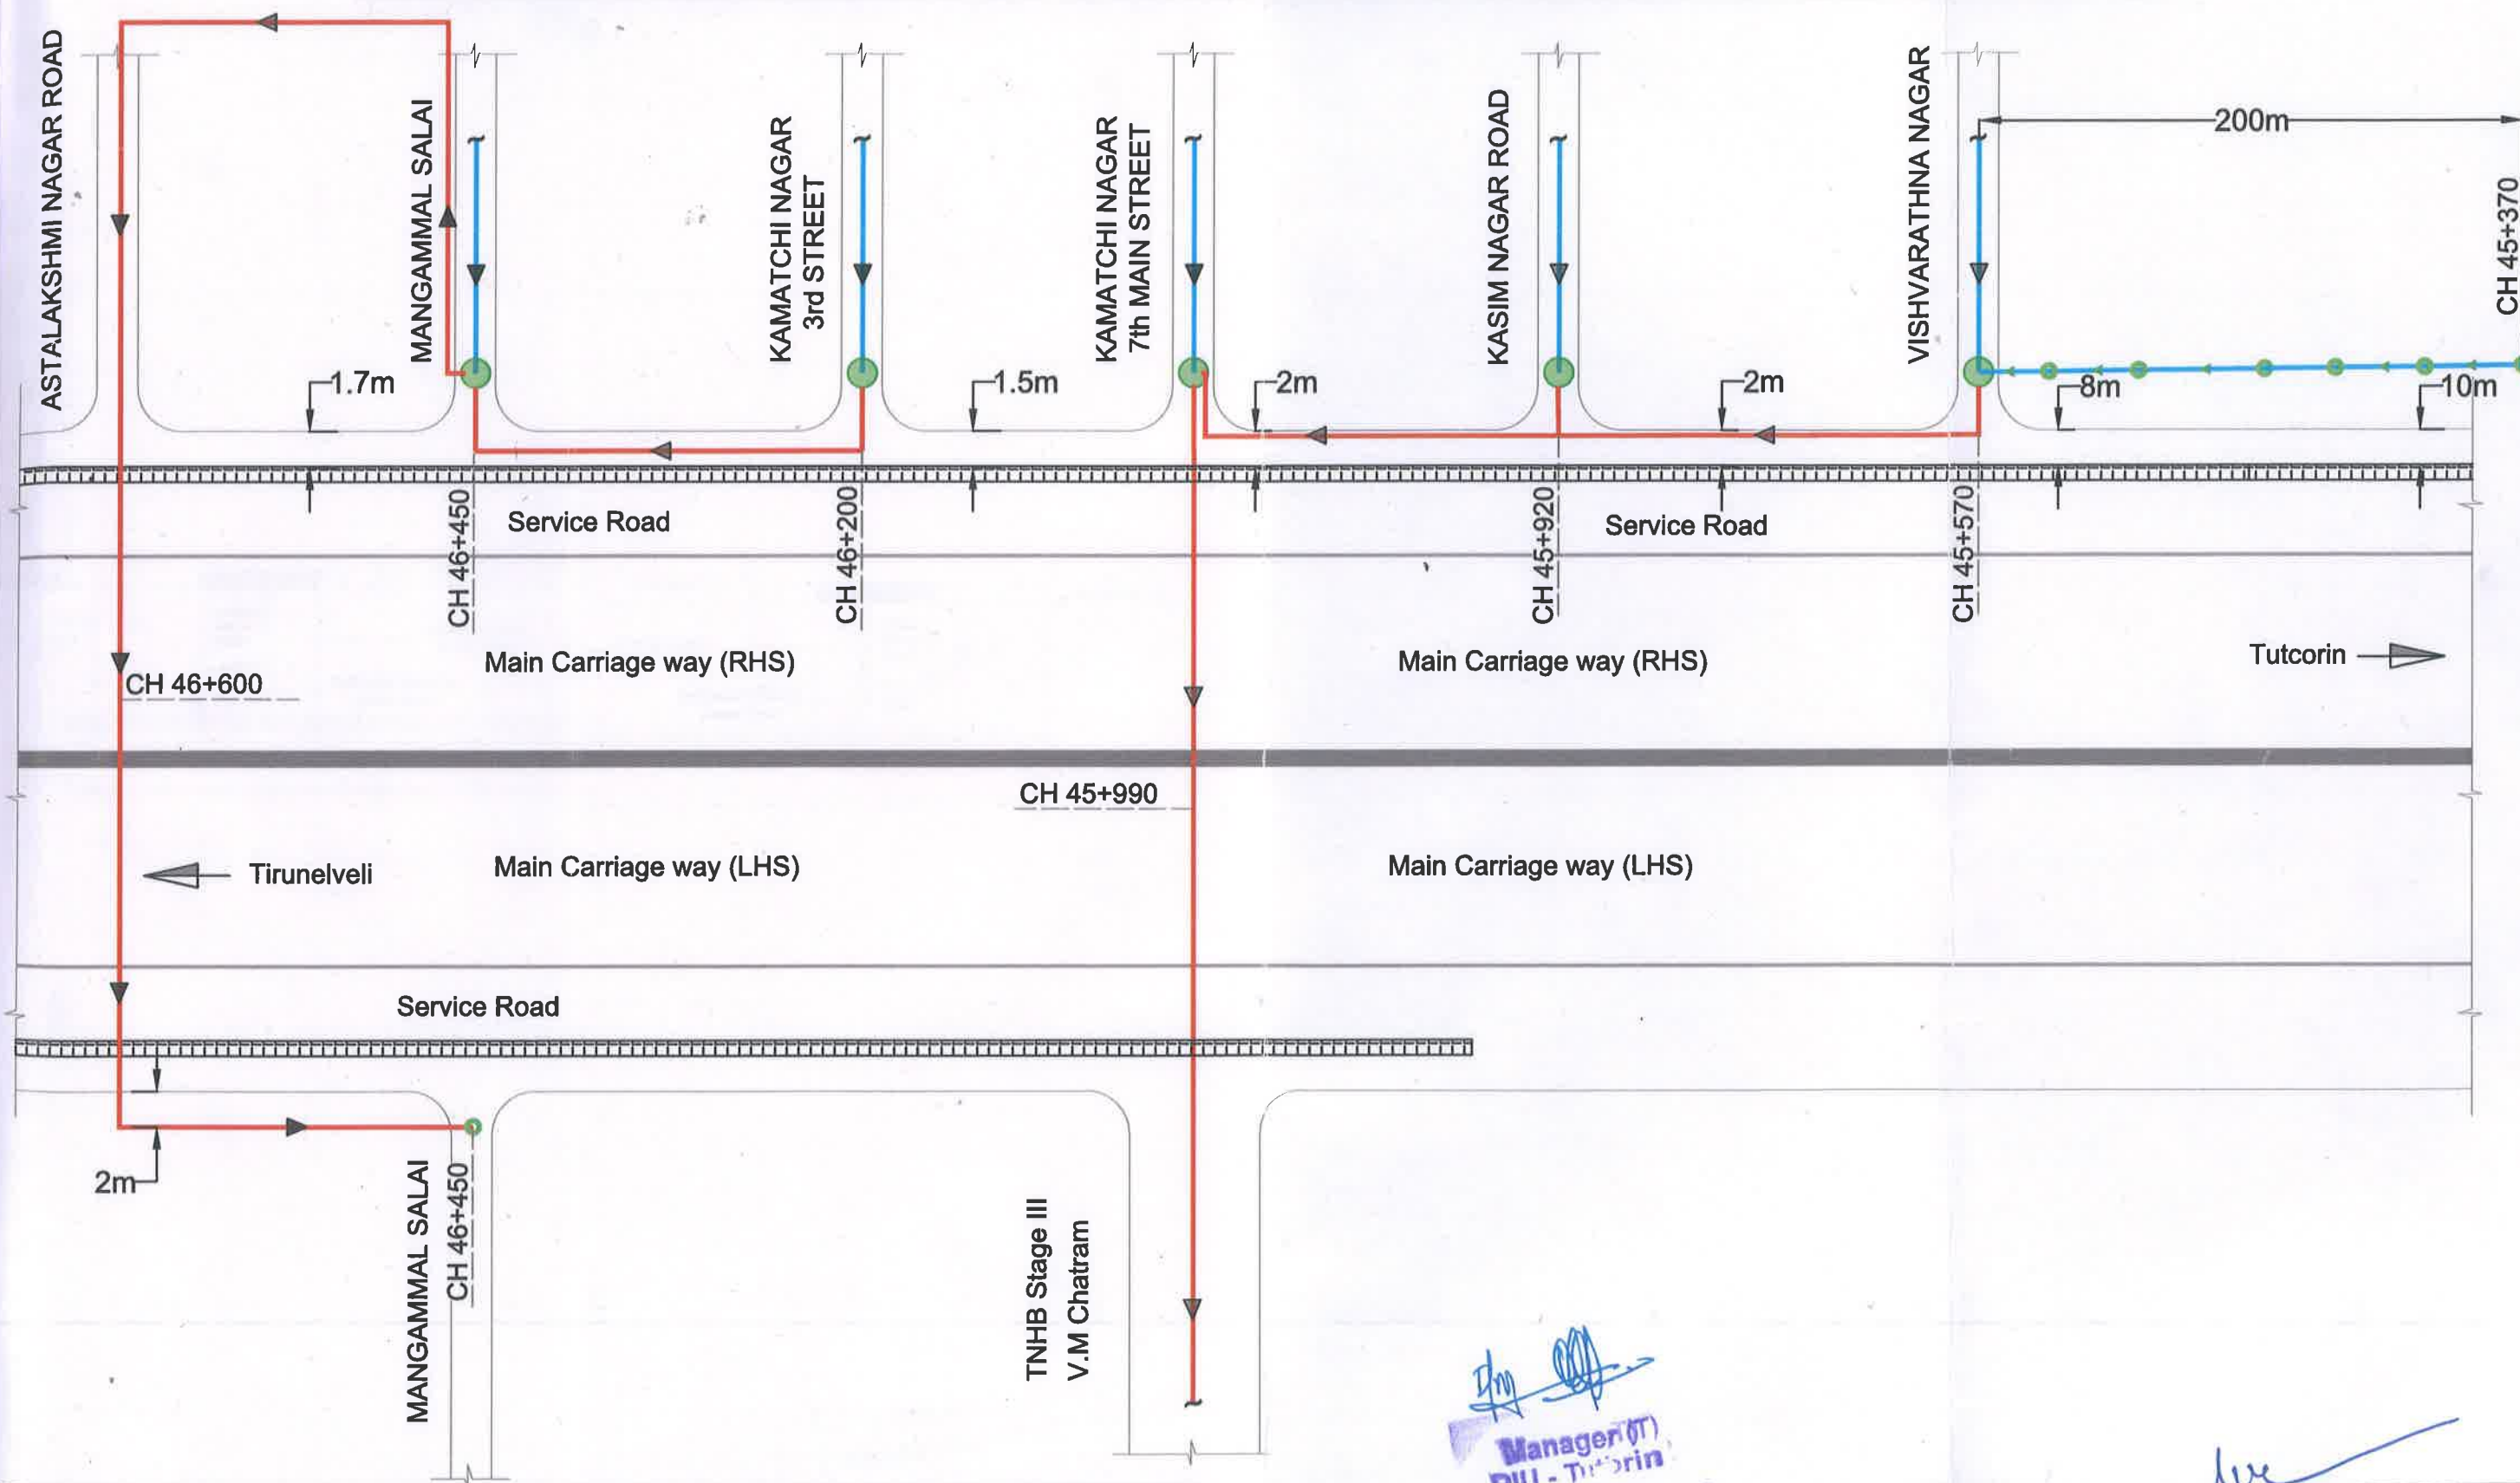 ASTALAKSHMI NAGAR ROAD
MANGAMMAL SALAI
KAMATCHI NAGAR
3rd STREET
KAMATCHI NAGAR
7th MAIN STREET
KASIM NAGAR ROAD
VISHVARATHNA NAGAR
200m
CH 45+370
1.7m
1.5m
2m
2m
8m
10m
CH 46+450
Service Road
CH 46+200
CH 45+920
Service Road
CH 45+570
Main Carriage way (RHS)
Main Carriage way (RHS)
Tutcorin
CH 46+600
CH 45+990
Tirunelveli
Main Carriage way (LHS)
Main Carriage way (LHS)
Service Road
2m
MANGAMMAL SALAI
CH 46+450
TNHB Stage III
V.M Chatram
Manager (T)